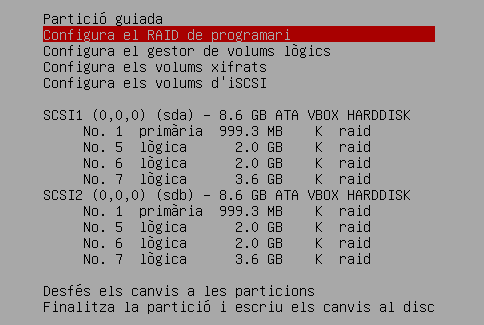 Partició guiada
Configura el RAID de programari
Configura el gestor de volums lògics
Configura els volums xifrats
Configura els volums d'iSCSI
SCSI1 (0,0,0) (sda) - 8.6 GB ATA VBOX HARDDISK
No. 1 primària 999.3 MB K raid
No. 5 lògica 2.0 GB K raid
No. 6 lògica 2.0 GB K raid
No. 7 lògica 3.6 GB K raid
SCSI2 (0,0,0) (sdb) - 8.6 GB ATA VBOX HARDDISK
No. 1 primària 999.3 MB K raid
No. 5 lògica 2.0 GB K raid
No. 6 lògica 2.0 GB K raid
No. 7 lògica 3.6 GB K raid
Desfés els canvis a les particions
Finalitza la partició i escriu els canvis al disc